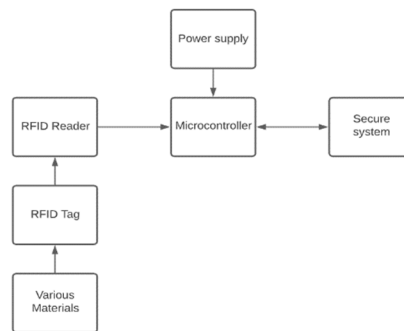 Power supply
RFID Reader
Microcontroller
Secure
system
RFID Tag
Various
Materials